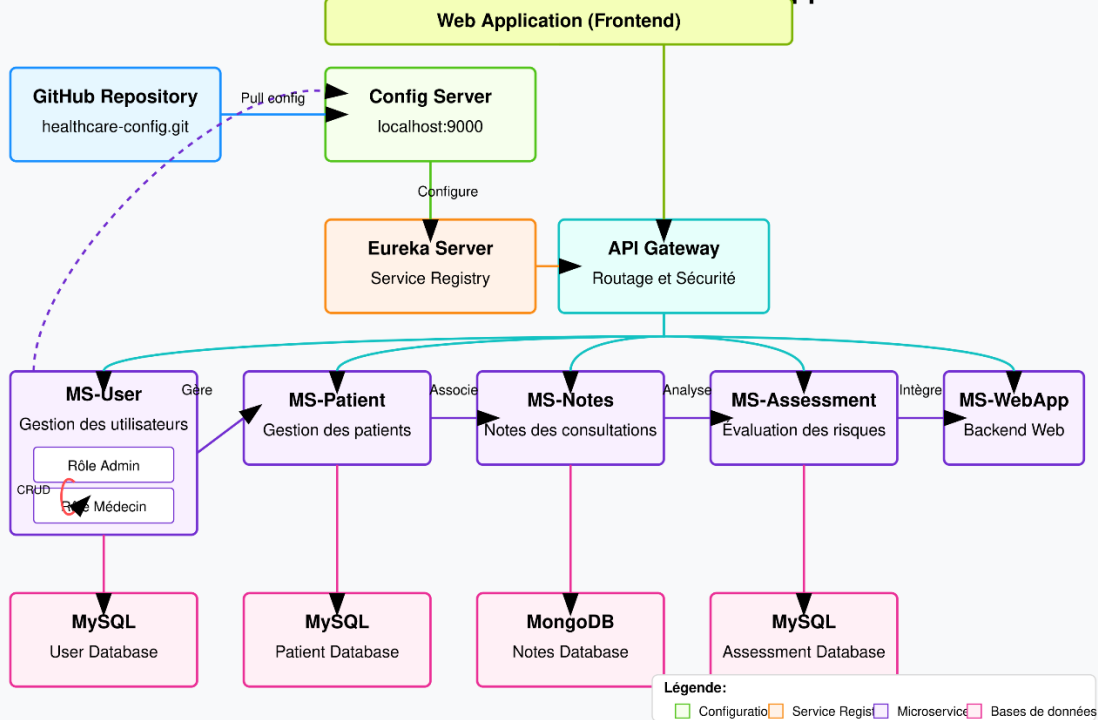 Web Application (Frontend)
GitHub Repository
healthcare-config.git
Pull config
Config Server
localhost:9000
Configure
Eureka Server
Service Registry
API Gateway
Routage et Sécurité
MS-User
Gestion des utilisateurs
Rôle Admin
CRUD
Rôle Médecin
Gère
MS-Patient
Gestion des patients
Associe
MS-Notes
Notes des consultations
Analyse
MS-Assessment
Évaluation des risques
Intègre
MS-WebApp
Backend Web
MySQL
User Database
MySQL
Patient Database
MongoDB
Notes Database
MySQL
Assessment Database
Légende:
Configuratio
Service Regist
Microservice
Bases de données